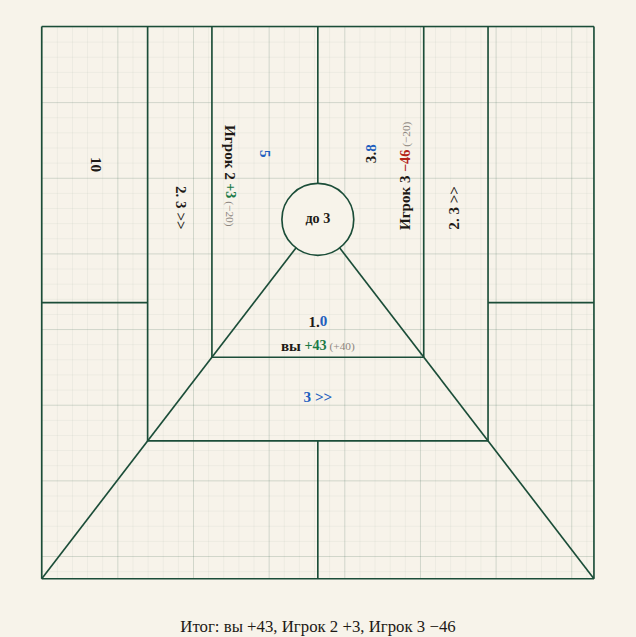 10
2. 3 >>
Игрок 2 +3 (−20)
5
3.8
Игрок 3 −46 (−20)
2. 3 <<
до 3
1.0
вы +43 (+40)
3 >>
Итог: вы +43, Игрок 2 +3, Игрок 3 −46